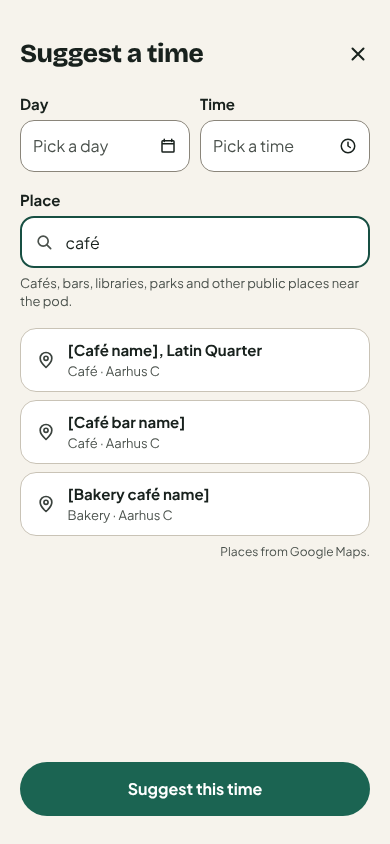 Suggest a time
Day
Time
Pick a day
Pick a time
Place
café
Cafés, bars, libraries, parks and other public places near
the pod.
[Café name], Latin Quarter
Café · Aarhus C
[Café bar name]
Café · Aarhus C
[Bakery café name]
Bakery · Aarhus C
Places from Google Maps.
Suggest this time